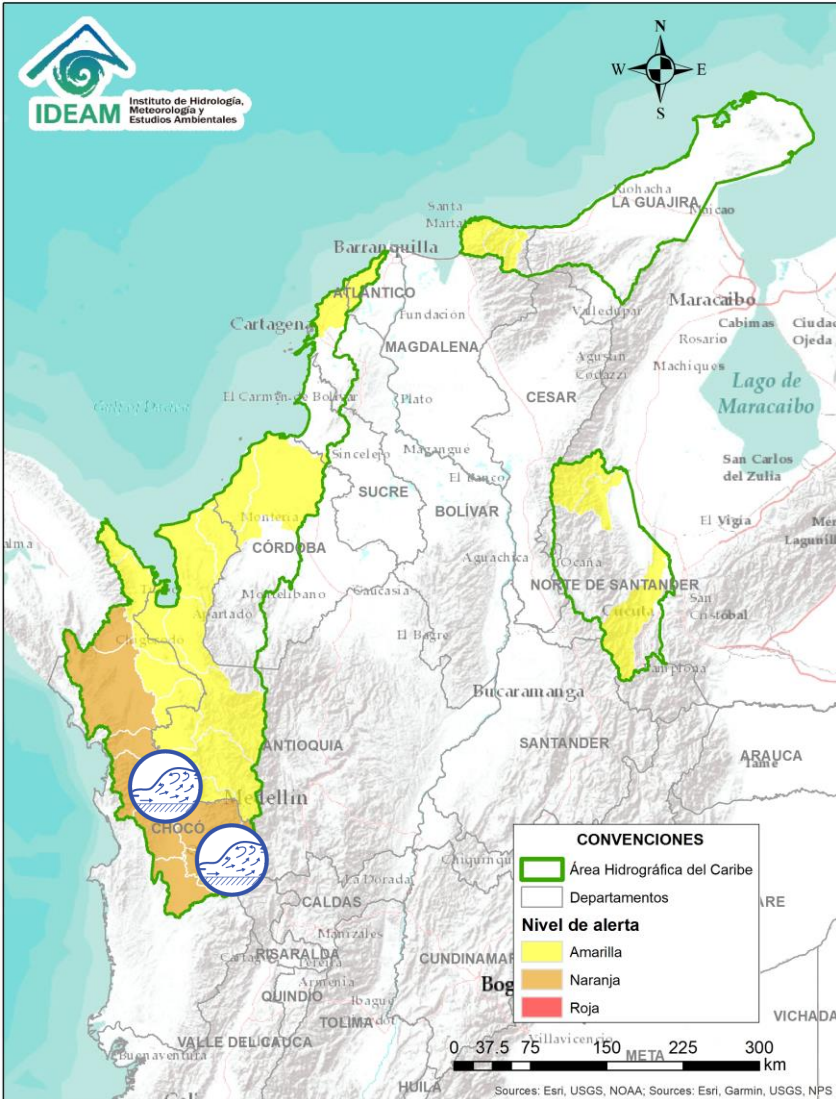 IDEAM
Instituto de Hidrología,
Meteorología y
Estudios Ambientales
N
W
E
S
Riohacha
LA GUAJIRA
Maicao
Santa
Marta
Barranquilla
ATLÁNTICO
Maracaibo
Cartagena
Fundación
Valledupar
Cabimas
Ciudad
Ojeda
Rosario
MAGDALENA
Agustín
Codazzi
Machiques
Lago de
Maracaibo
El Carmen de Bolívar
Plato
CESAR
Sincelejo
Magangué
San Carlos
del Zulia
El Banco
SUCRE
BOLÍVAR
Montería
El Vigía
CÓRDOBA
Aguachica
Ocaña
NORTE DE SANTANDER
Montelíbano
Caucasia
San
Cristóbal
Apartado
Cúcuta
El Bagre
Chigorodo
Pamplona
Bucaramanga
ANTIOQUIA
SANTANDER
ARAUCA
Tame
Medellín
CHOCÓ
La Dorada
CALDAS
Manizales
RISARALDA
Pereira
Armenia
QUINDIO
Ibagué
TOLIMA
VALLE DEL CAUCA
Buenaventura
Villavicencio
META
VICHADA
HUILA
CONVENCIONES
Área Hidrográfica del Caribe
Departamentos
Nivel de alerta
Amarilla
Naranja
Roja
0 37.5 75 150 225 300
km
Sources: Esri, USGS, NOAA; Sources: Esri, Garmin, USGS, NPS